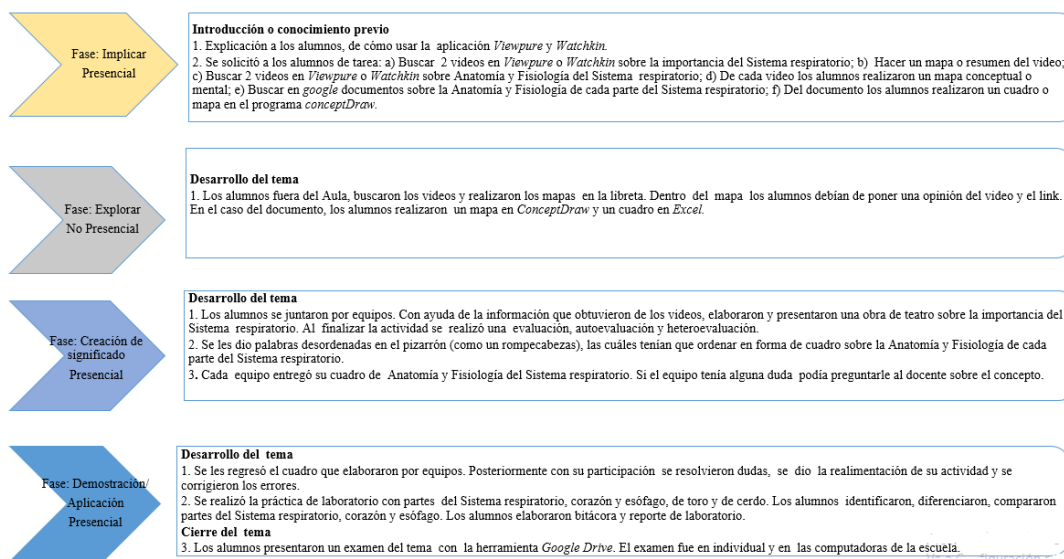 Fase: Implicar
Presencial
Introducción o conocimiento previo
1. Explicación a los alumnos, de cómo usar la aplicación Viewpure y Watchkin.
2. Se solicitó a los alumnos de tarea: a) Buscar 2 videos en Viewpure o Watchkin sobre la importancia del Sistema respiratorio; b) Hacer un mapa o resumen del video;
c) Buscar 2 videos en Viewpure o Watchkin sobre Anatomía y Fisiología del Sistema respiratorio; d) De cada video los alumnos realizaron un mapa conceptual o
mental; e) Buscar en google documentos sobre la Anatomía y Fisiología de cada parte del Sistema respiratorio; f) Del documento los alumnos realizaron un cuadro o
mapa en el programa conceptDraw.
Fase: Explorar
No Presencial
Desarrollo del tema
1. Los alumnos fuera del Aula, buscaron los videos y realizaron los mapas en la libreta. Dentro del mapa los alumnos debían de poner una opinión del video y el link.
En el caso del documento, los alumnos realizaron un mapa en ConceptDraw y un cuadro en Excel.
Fase: Creación de
significado
Presencial
Desarrollo del tema
1. Los alumnos se juntaron por equipos. Con ayuda de la información que obtuvieron de los videos, elaboraron y presentaron una obra de teatro sobre la importancia del
Sistema respiratorio. Al finalizar la actividad se realizó una evaluación, autoevaluación y heteroevaluación.
2. Se les dio palabras desordenadas en el pizarrón (como un rompecabezas), las cuáles tenían que ordenar en forma de cuadro sobre la Anatomía y Fisiología de cada
parte del Sistema respiratorio.
3. Cada equipo entregó su cuadro de Anatomía y Fisiología del Sistema respiratorio. Si el equipo tenía alguna duda podía preguntarle al docente sobre el concepto.
Fase: Demostración/
Aplicación
Presencial
Desarrollo del tema
1. Se les regresó el cuadro que elaboraron por equipos. Posteriormente con su participación se resolvieron dudas, se dio la realimentación de su actividad y se
corrigieron los errores.
2. Se realizó la práctica de laboratorio con partes del Sistema respiratorio, corazón y esófago, de toro y de cerdo. Los alumnos identificaron, diferenciaron, compararon
partes del Sistema respiratorio, corazón y esófago. Los alumnos elaboraron bitácora y reporte de laboratorio.
Cierre del tema
3. Los alumnos presentaron un examen del tema con la herramienta Google Drive. El examen fue en individual y en las computadoras de la escuela.